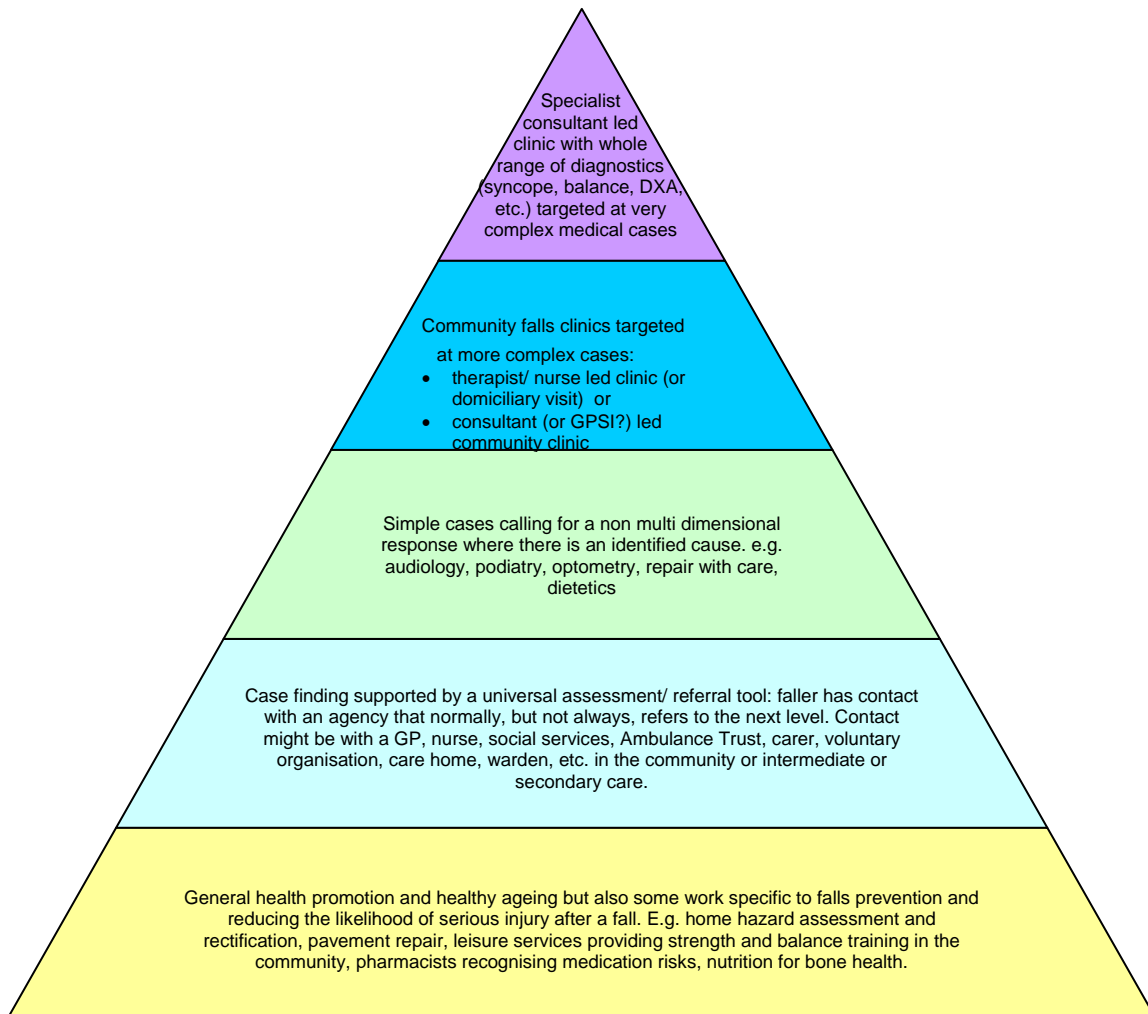 Specialist
consultant led
clinic with whole
range of diagnostics
(syncope, balance, DXA,
etc.) targeted at very
complex medical cases
Community falls clinics targeted
at more complex cases:
• therapist/ nurse led clinic (or
domiciliary visit) or
• consultant (or GPSI?) led
community clinic
Simple cases calling for a non multi dimensional
response where there is an identified cause. e.g.
audiology, podiatry, optometry, repair with care,
dietetics
Case finding supported by a universal assessment/ referral tool: faller has contact
with an agency that normally, but not always, refers to the next level. Contact
might be with a GP, nurse, social services, Ambulance Trust, carer, voluntary
organisation, care home, warden, etc. in the community or intermediate or
secondary care.
General health promotion and healthy ageing but also some work specific to falls prevention and
reducing the likelihood of serious injury after a fall. E.g. home hazard assessment and
rectification, pavement repair, leisure services providing strength and balance training in the
community, pharmacists recognising medication risks, nutrition for bone health.